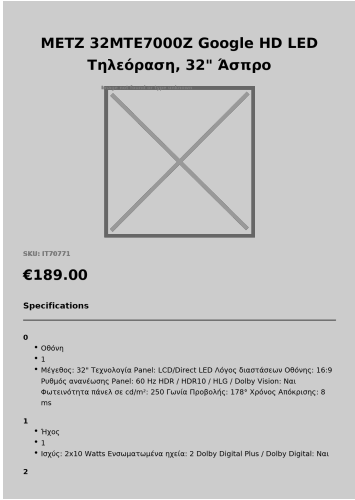 METZ 32MTE7000Z Google HD LED
Τηλεόραση, 32" Άσπρο
SKU: IT70771
€189.00
Specifications
0
• Οθόνη
• 1
• Μέγεθος: 32" Τεχνολογία Panel: LCD/Direct LED Λόγος διαστάσεων Οθόνης: 16:9
Ρυθμός ανανέωσης Panel: 60 Hz HDR / HDR10 / HLG / Dolby Vision: Ναι
Φωτεινότητα πάνελ σε cd/m²: 250 Γωνία Προβολής: 178° Χρόνος Απόκρισης: 8
ms
1
• Ήχος
• 1
• Ισχύς: 2x10 Watts Ενσωματωμένα ηχεία: 2 Dolby Digital Plus / Dolby Digital: Ναι
2